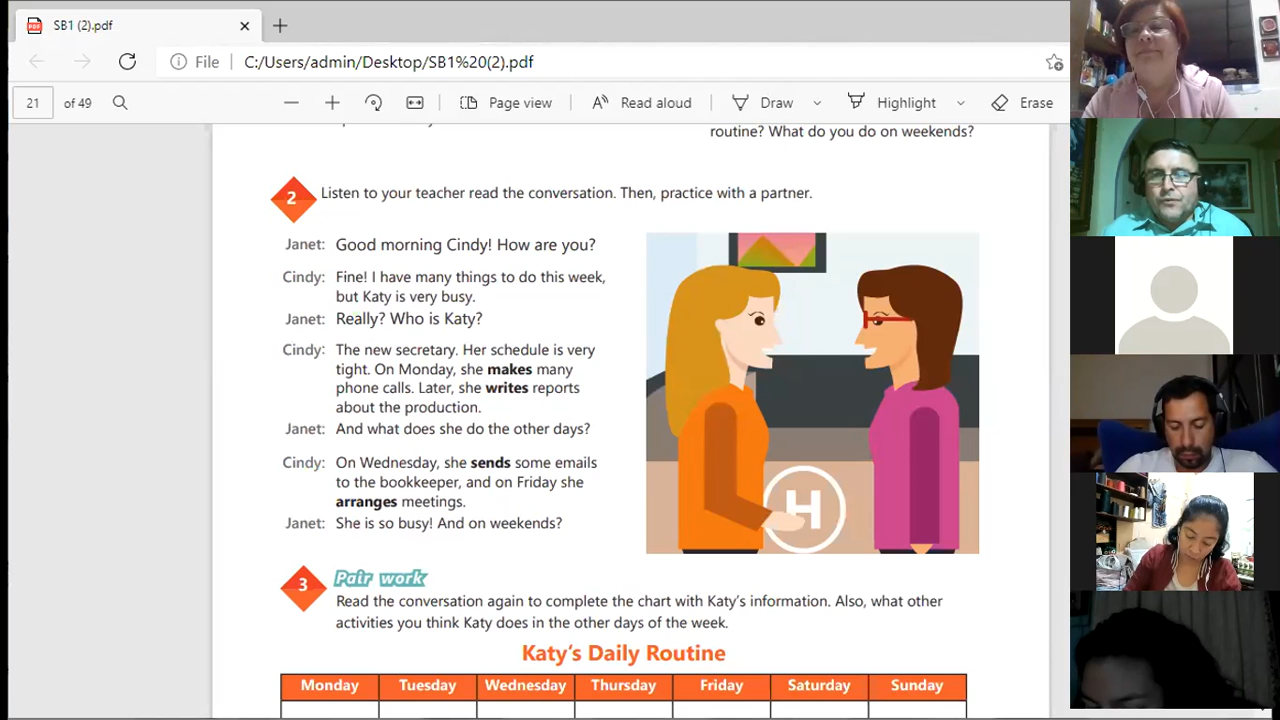 SB1 (2).pdf
File
C:/Users/admin/Desktop/SB1%20(2).pdf
21 of 49
Page view
Read aloud
Draw
Highlight
Erase
routine? What do you do on weekends?
2
Listen to your teacher read the conversation. Then, practice with a partner.
Janet: Good morning Cindy! How are you?
Cindy: Fine! I have many things to do this week,
but Katy is very busy.
Janet: Really? Who is Katy?
Cindy: The new secretary. Her schedule is very
tight. On Monday, she makes many
phone calls. Later, she writes reports
about the production.
Janet: And what does she do the other days?
Cindy: On Wednesday, she sends some emails
to the bookkeeper, and on Friday she
arranges meetings.
Janet: She is so busy! And on weekends?
H
3
Pair work
Read the conversation again to complete the chart with Katy's information. Also, what other
activities you think Katy does in the other days of the week.
Katy's Daily Routine
Monday Tuesday Wednesday Thursday Friday Saturday Sunday